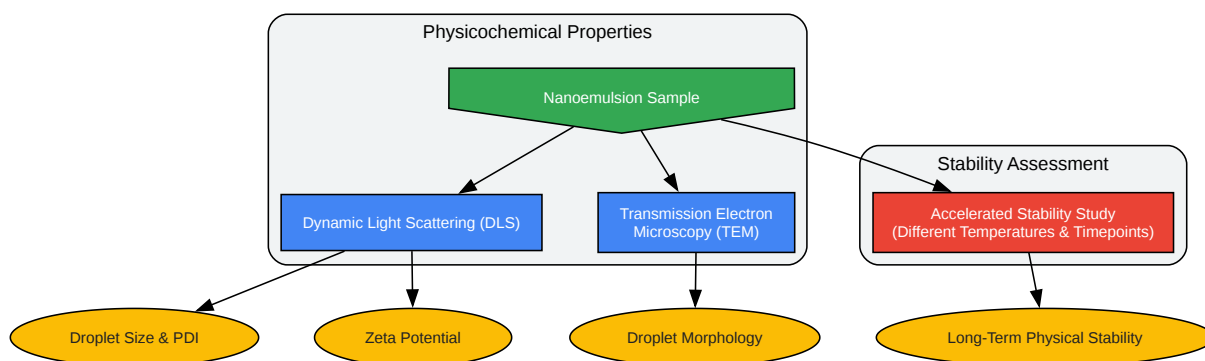 Physicochemical Properties
Nanoemulsion Sample
Stability Assessment
Dynamic Light Scattering (DLS)
Transmission Electron
Microscopy (TEM)
Accelerated Stability Study
(Different Temperatures & Timepoints)
Droplet Size & PDI
Zeta Potential
Droplet Morphology
Long-Term Physical Stability